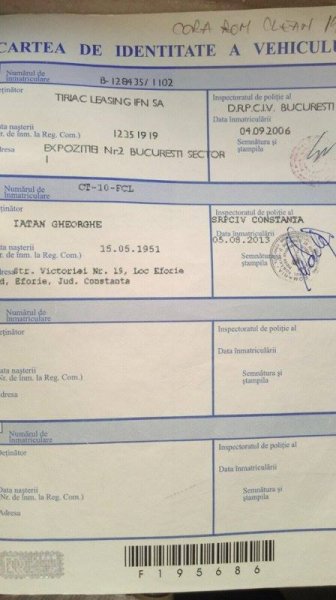 CORA ROM CLEAN
CARTEA DE IDENTITATE A VEHICULU
Numărul de
înmatriculare
B-128435/1102
Deținător
TIRIAC LEASING IFN SA
Inspectoratul de poliție al
D.R.P.C.I.V. BUCURESTI
Data înmatriculării
04.09.2006
Data nașterii
(Nr. de înm. la Reg. Com.)
12351919
Semnătura și
ștampila
Adresa
EXPOZITIEI Nr2 BUCURESTI SECTOR
1
Numărul de
înmatriculare
CT-10-FCL
Deținător
IATAN GHEORGHE
Inspectoratul de poliție al
SRPCIV CONSTANTA
Data înmatriculării
05.08.2013
Data nașterii
(Nr. de înm. la Reg. Com.)
15.05.1951
Semnătura și
ștampila
Adresa
Str. Victoriei Nr. 19, Loc Eforie
d, Eforie, Jud. Constanta
Numărul de
înmatriculare
Deținător
Inspectoratul de poliție al
Data înmatriculării
Data nașterii
(Nr. de înm. la Reg. Com.)
Semnătura și
ștampila
Adresa
Numărul de
înmatriculare
Deținător
Inspectoratul de poliție al
Data înmatriculării
Data nașterii
(Nr. de înm. la Reg. Com.)
Semnătura și
ștampila
Adresa
F195686